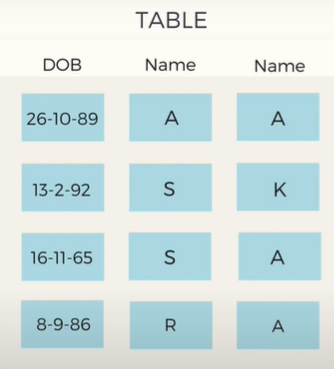 TABLE
DOB Name Name
26-10-89 A A
13-2-92 S K
16-11-65 S A
8-9-86 R A